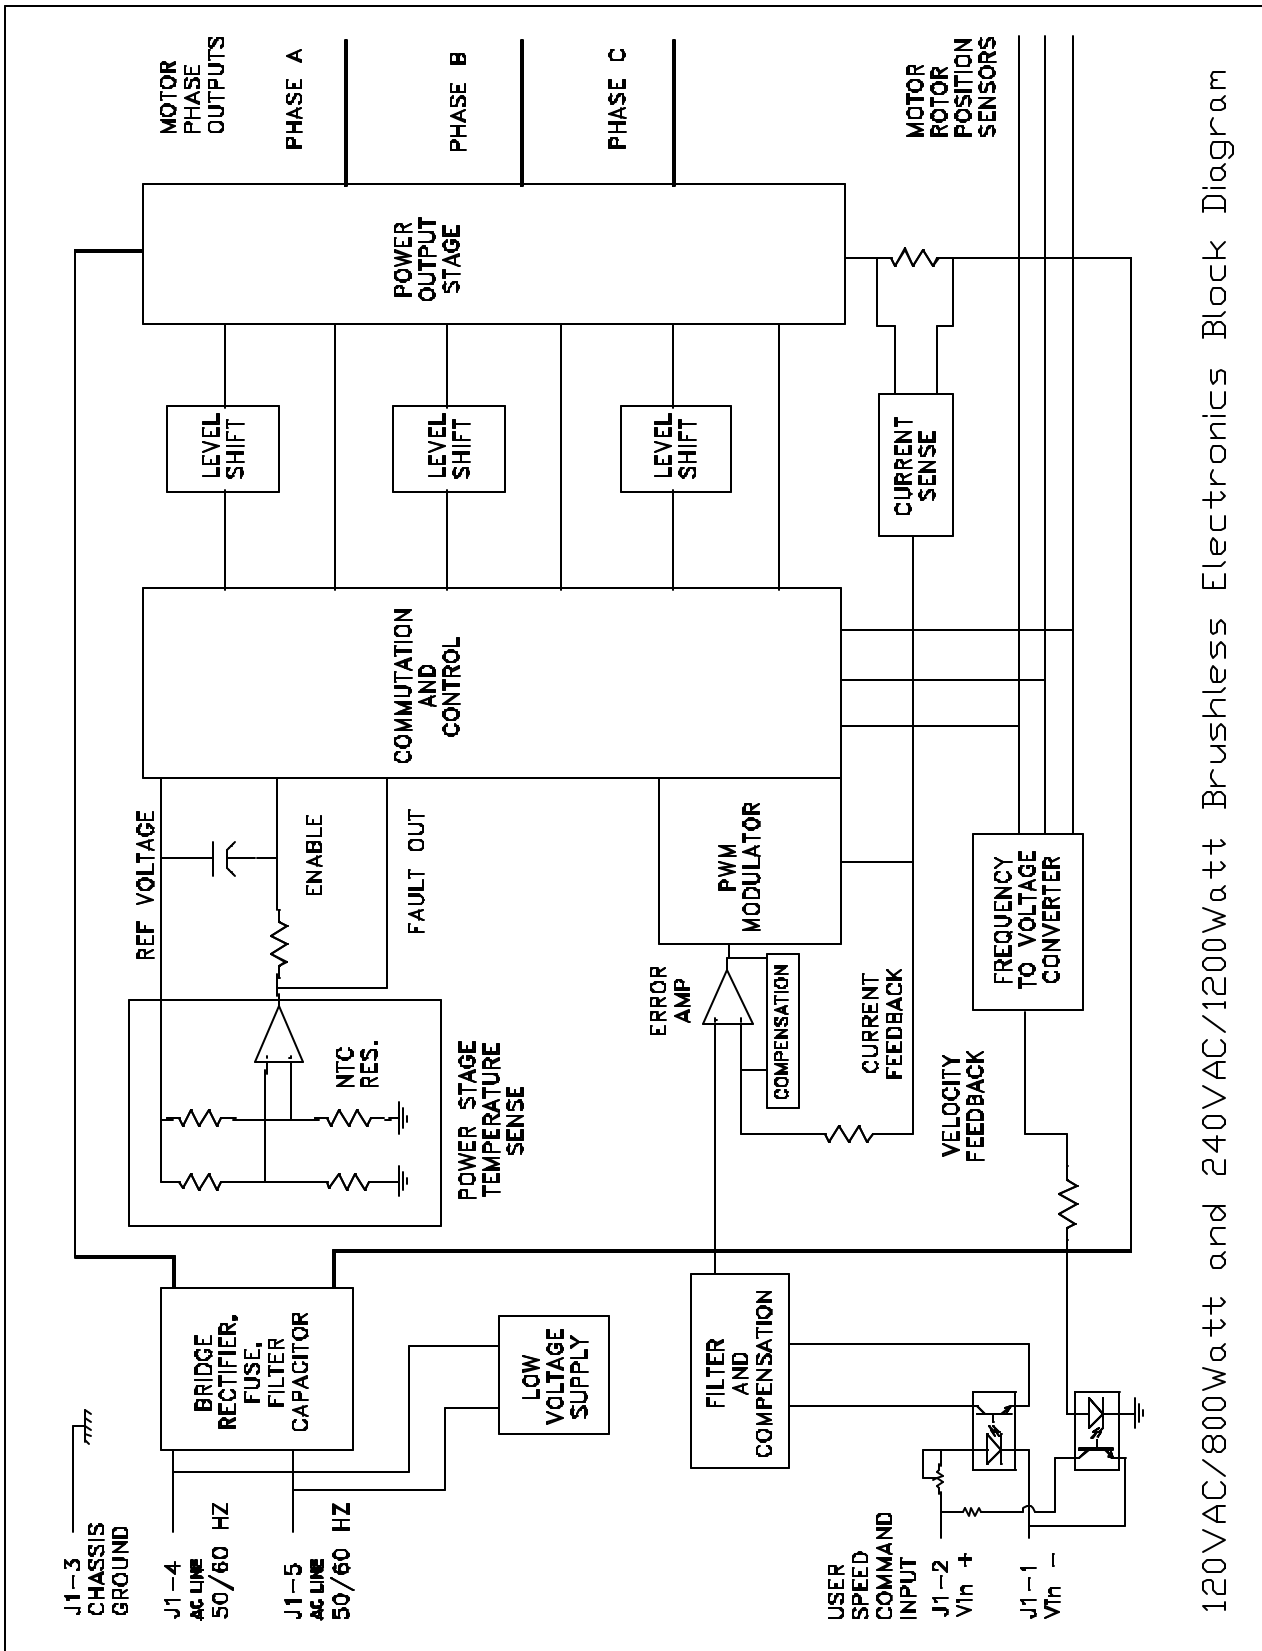 J1-3
CHASSIS
GROUND
J1-4
AC LINE
50/60 HZ
J1-5
AC LINE
50/60 HZ
BRIDGE
RECTIFIER,
FUSE,
FILTER
CAPACITOR
LOW
VOLTAGE
SUPPLY
NTC
RES.
POWER STAGE
TEMPERATURE
SENSE
REF VOLTAGE
ENABLE
FAULT OUT
COMMUTATION
AND
CONTROL
LEVEL
SHIFT
LEVEL
SHIFT
LEVEL
SHIFT
POWER
OUTPUT
STAGE
MOTOR
PHASE
OUTPUTS
PHASE A
PHASE B
PHASE C
USER
SPEED
COMMAND
INPUT
J1-2
Vin +
J1-1
Vin -
FILTER
AND
COMPENSATION
ERROR
AMP
COMPENSATION
PWM
MODULATOR
CURRENT
FEEDBACK
VELOCITY
FEEDBACK
FREQUENCY
TO VOLTAGE
CONVERTER
CURRENT
SENSE
MOTOR
ROTOR
POSITION
SENSORS
120VAC/800Watt and 240VAC/1200Watt Brushless Electronics Block Diagram